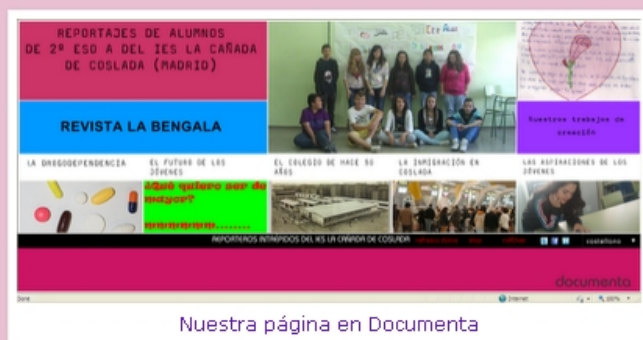 REPORTAJES DE ALUMNOS
DE 2º ESO A DEL IES LA CAÑADA
DE COSLADA (MADRID)
REVISTA LA BENGALA
Nuestros trabajos de
creación
LA DROGODEPENDENCIA
EL FUTURO DE LOS
JÓVENES
EL COLEGIO DE HACE 50
AÑOS
LA INMIGRACIÓN EN
COSLADA
LAS ASPIRACIONES DE LOS
JÓVENES
¿Qué quiero ser de
mayor?
mmmmmmm........
REPORTEROS INTRÉPIDOS DEL IES LA CAÑADA DE COSLADA
castellano
documenta
Done
Internet
100%
Nuestra página en Documenta